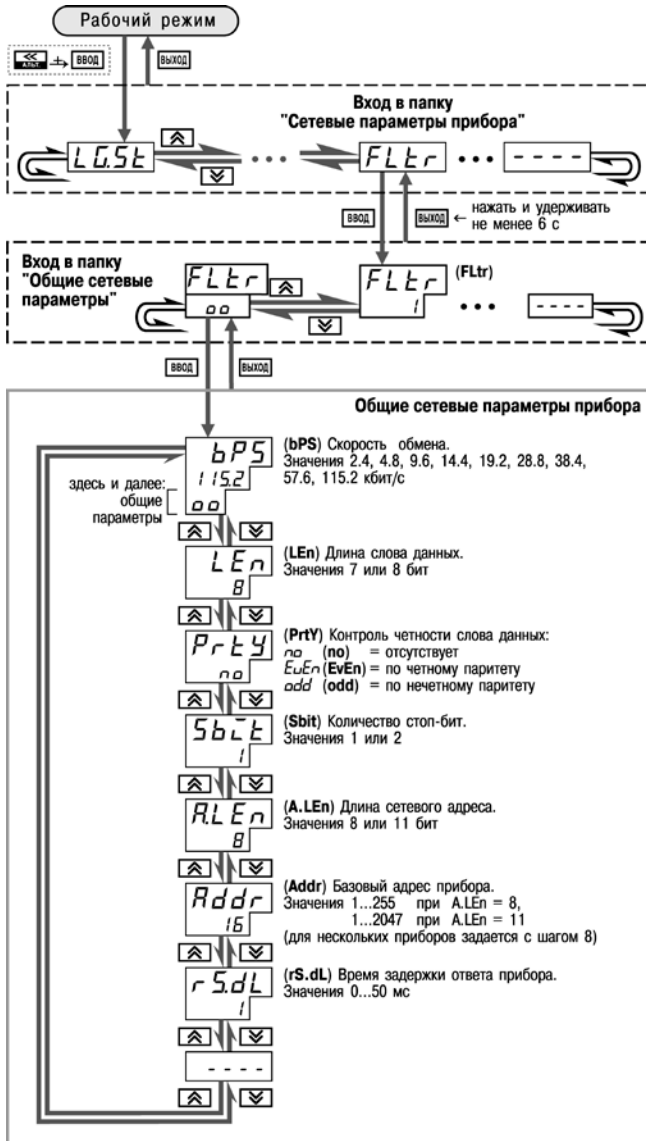 Рабочий режим
<< АЛЬТ. ВВОД ВЫХОД
Вход в папку
"Сетевые параметры прибора"
LG.St • • • FLtr • • • - - - -
ВВОД ВЫХОД ← нажать и удерживать
не менее 6 с
Вход в папку
"Общие сетевые
параметры"
FLtr
oo
FLtr (FLtr)
1
• • • - - - -
ВВОД ВЫХОД
Общие сетевые параметры прибора
bPS
115.2
oo
(bPS) Скорость обмена.
Значения 2.4, 4.8, 9.6, 14.4, 19.2, 28.8, 38.4,
57.6, 115.2 кбит/с
здесь и далее:
общие
параметры
LEn
8
(LEn) Длина слова данных.
Значения 7 или 8 бит
PrtY
no
(PrtY) Контроль четности слова данных:
no (no) = отсутствует
EvEn (EvEn) = по четному паритету
odd (odd) = по нечетному паритету
Sbit
1
(Sbit) Количество стоп-бит.
Значения 1 или 2
A.LEn
8
(A.LEn) Длина сетевого адреса.
Значения 8 или 11 бит
Addr
16
(Addr) Базовый адрес прибора.
Значения 1...255 при A.LEn = 8,
1...2047 при A.LEn = 11
(для нескольких приборов задается с шагом 8)
rS.dL
1
(rS.dL) Время задержки ответа прибора.
Значения 0...50 мс
- - - -